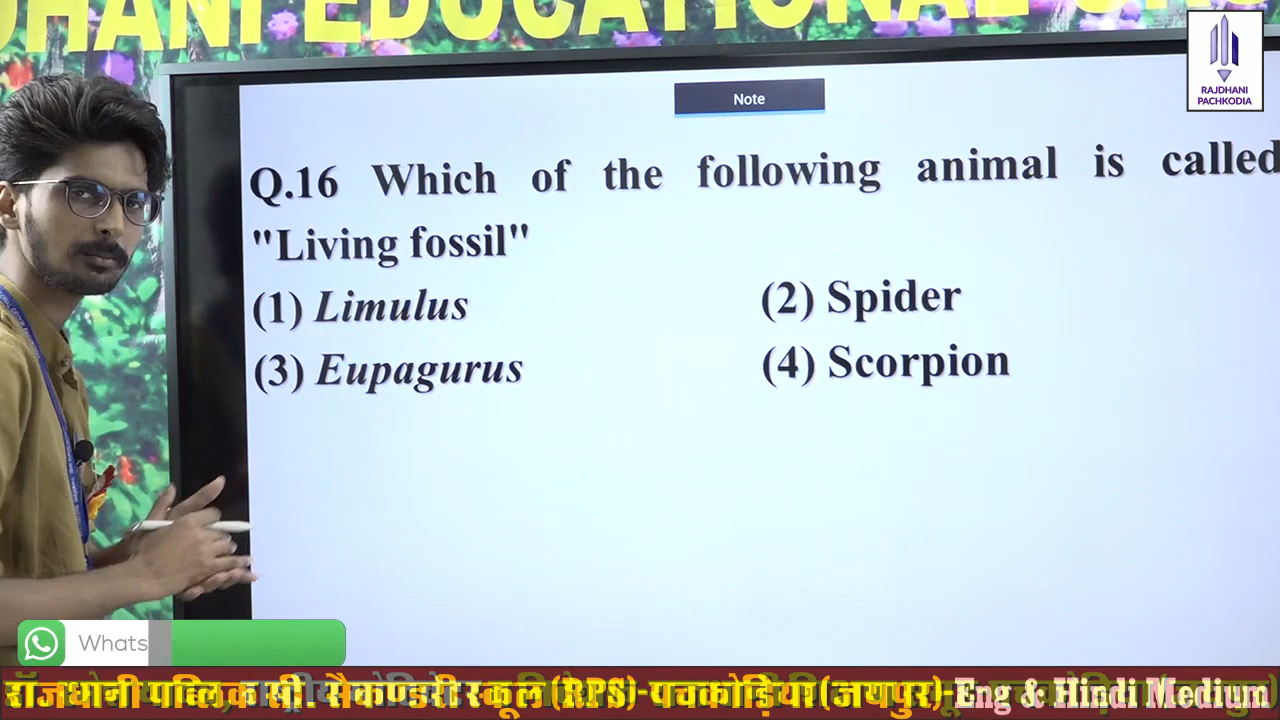 DHANI EDUCATIONAL
RAJDHANI
PACHKODIA
Note
Q.16 Which of the following animal is called
"Living fossil"
(1) Limulus
(2) Spider
(3) Eupagurus
(4) Scorpion
Whats
राजधानी पब्लिक सी. सैकण्डरी स्कूल (RPS)-पचकोड़िया (जयपुर)-Eng & Hindi Medium